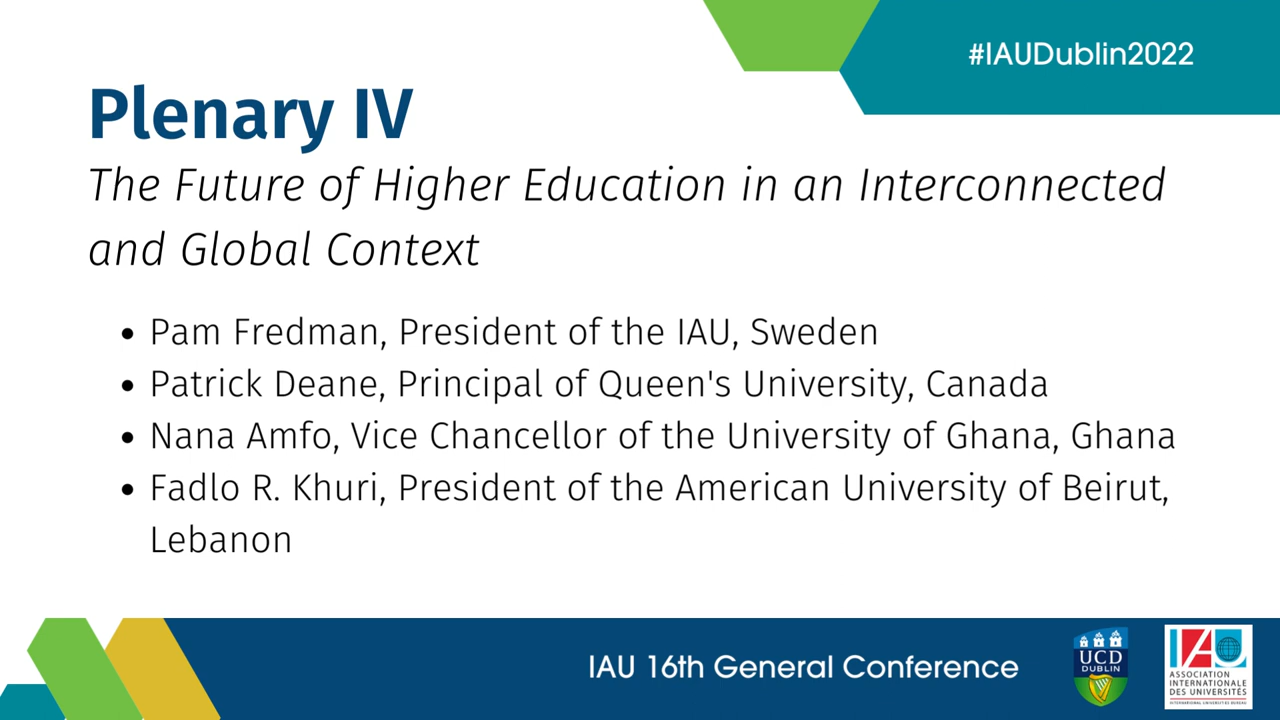 #IAUDublin2022
Plenary IV
The Future of Higher Education in an Interconnected
and Global Context
• Pam Fredman, President of the IAU, Sweden
• Patrick Deane, Principal of Queen's University, Canada
• Nana Amfo, Vice Chancellor of the University of Ghana, Ghana
• Fadlo R. Khuri, President of the American University of Beirut,
Lebanon
IAU 16th General Conference
UCD
DUBLIN
IAU
ASSOCIATION
INTERNATIONALE
DES UNIVERSITÉS